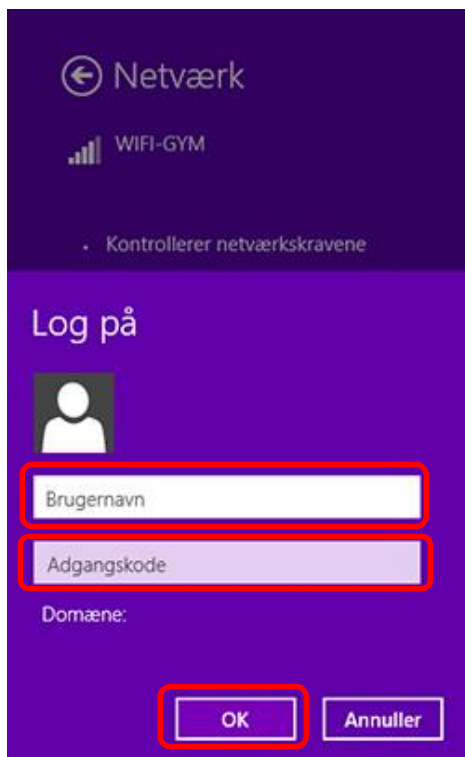 Netværk
WIFI-GYM
• Kontrollerer netværkskravene
Log på
Brugernavn
Adgangskode
Domæne:
OK Annuller